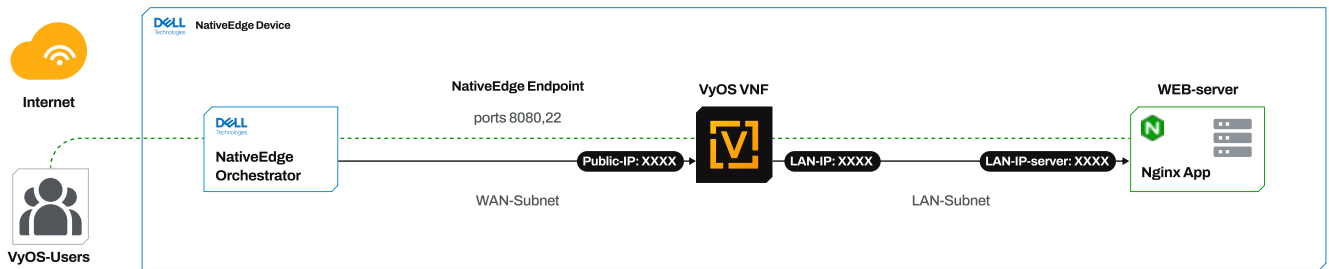 DELL
Technologies
NativeEdge Device
Internet
NativeEdge Endpoint
ports 8080,22
VyOS VNF
WEB-server
DELL
Technologies
NativeEdge
Orchestrator
Public-IP: XXXX
V
LAN-IP: XXXX
LAN-IP-server: XXXX
N
Nginx App
WAN-Subnet
LAN-Subnet
VyOS-Users